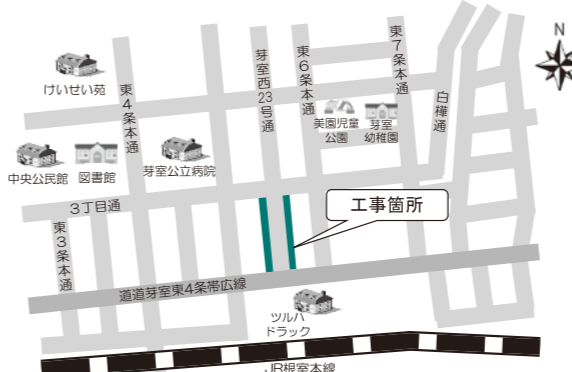 N
けいせい苑
東4条本通
芽室西23号通
東6条本通
東7条本通
白樺通
美園児童
公園
芽室
幼稚園
中央公民館
図書館
芽室公立病院
3丁目通
工事箇所
東3条本通
道道芽室東4条帯広線
ツルハ
ドラック
JR根室本線